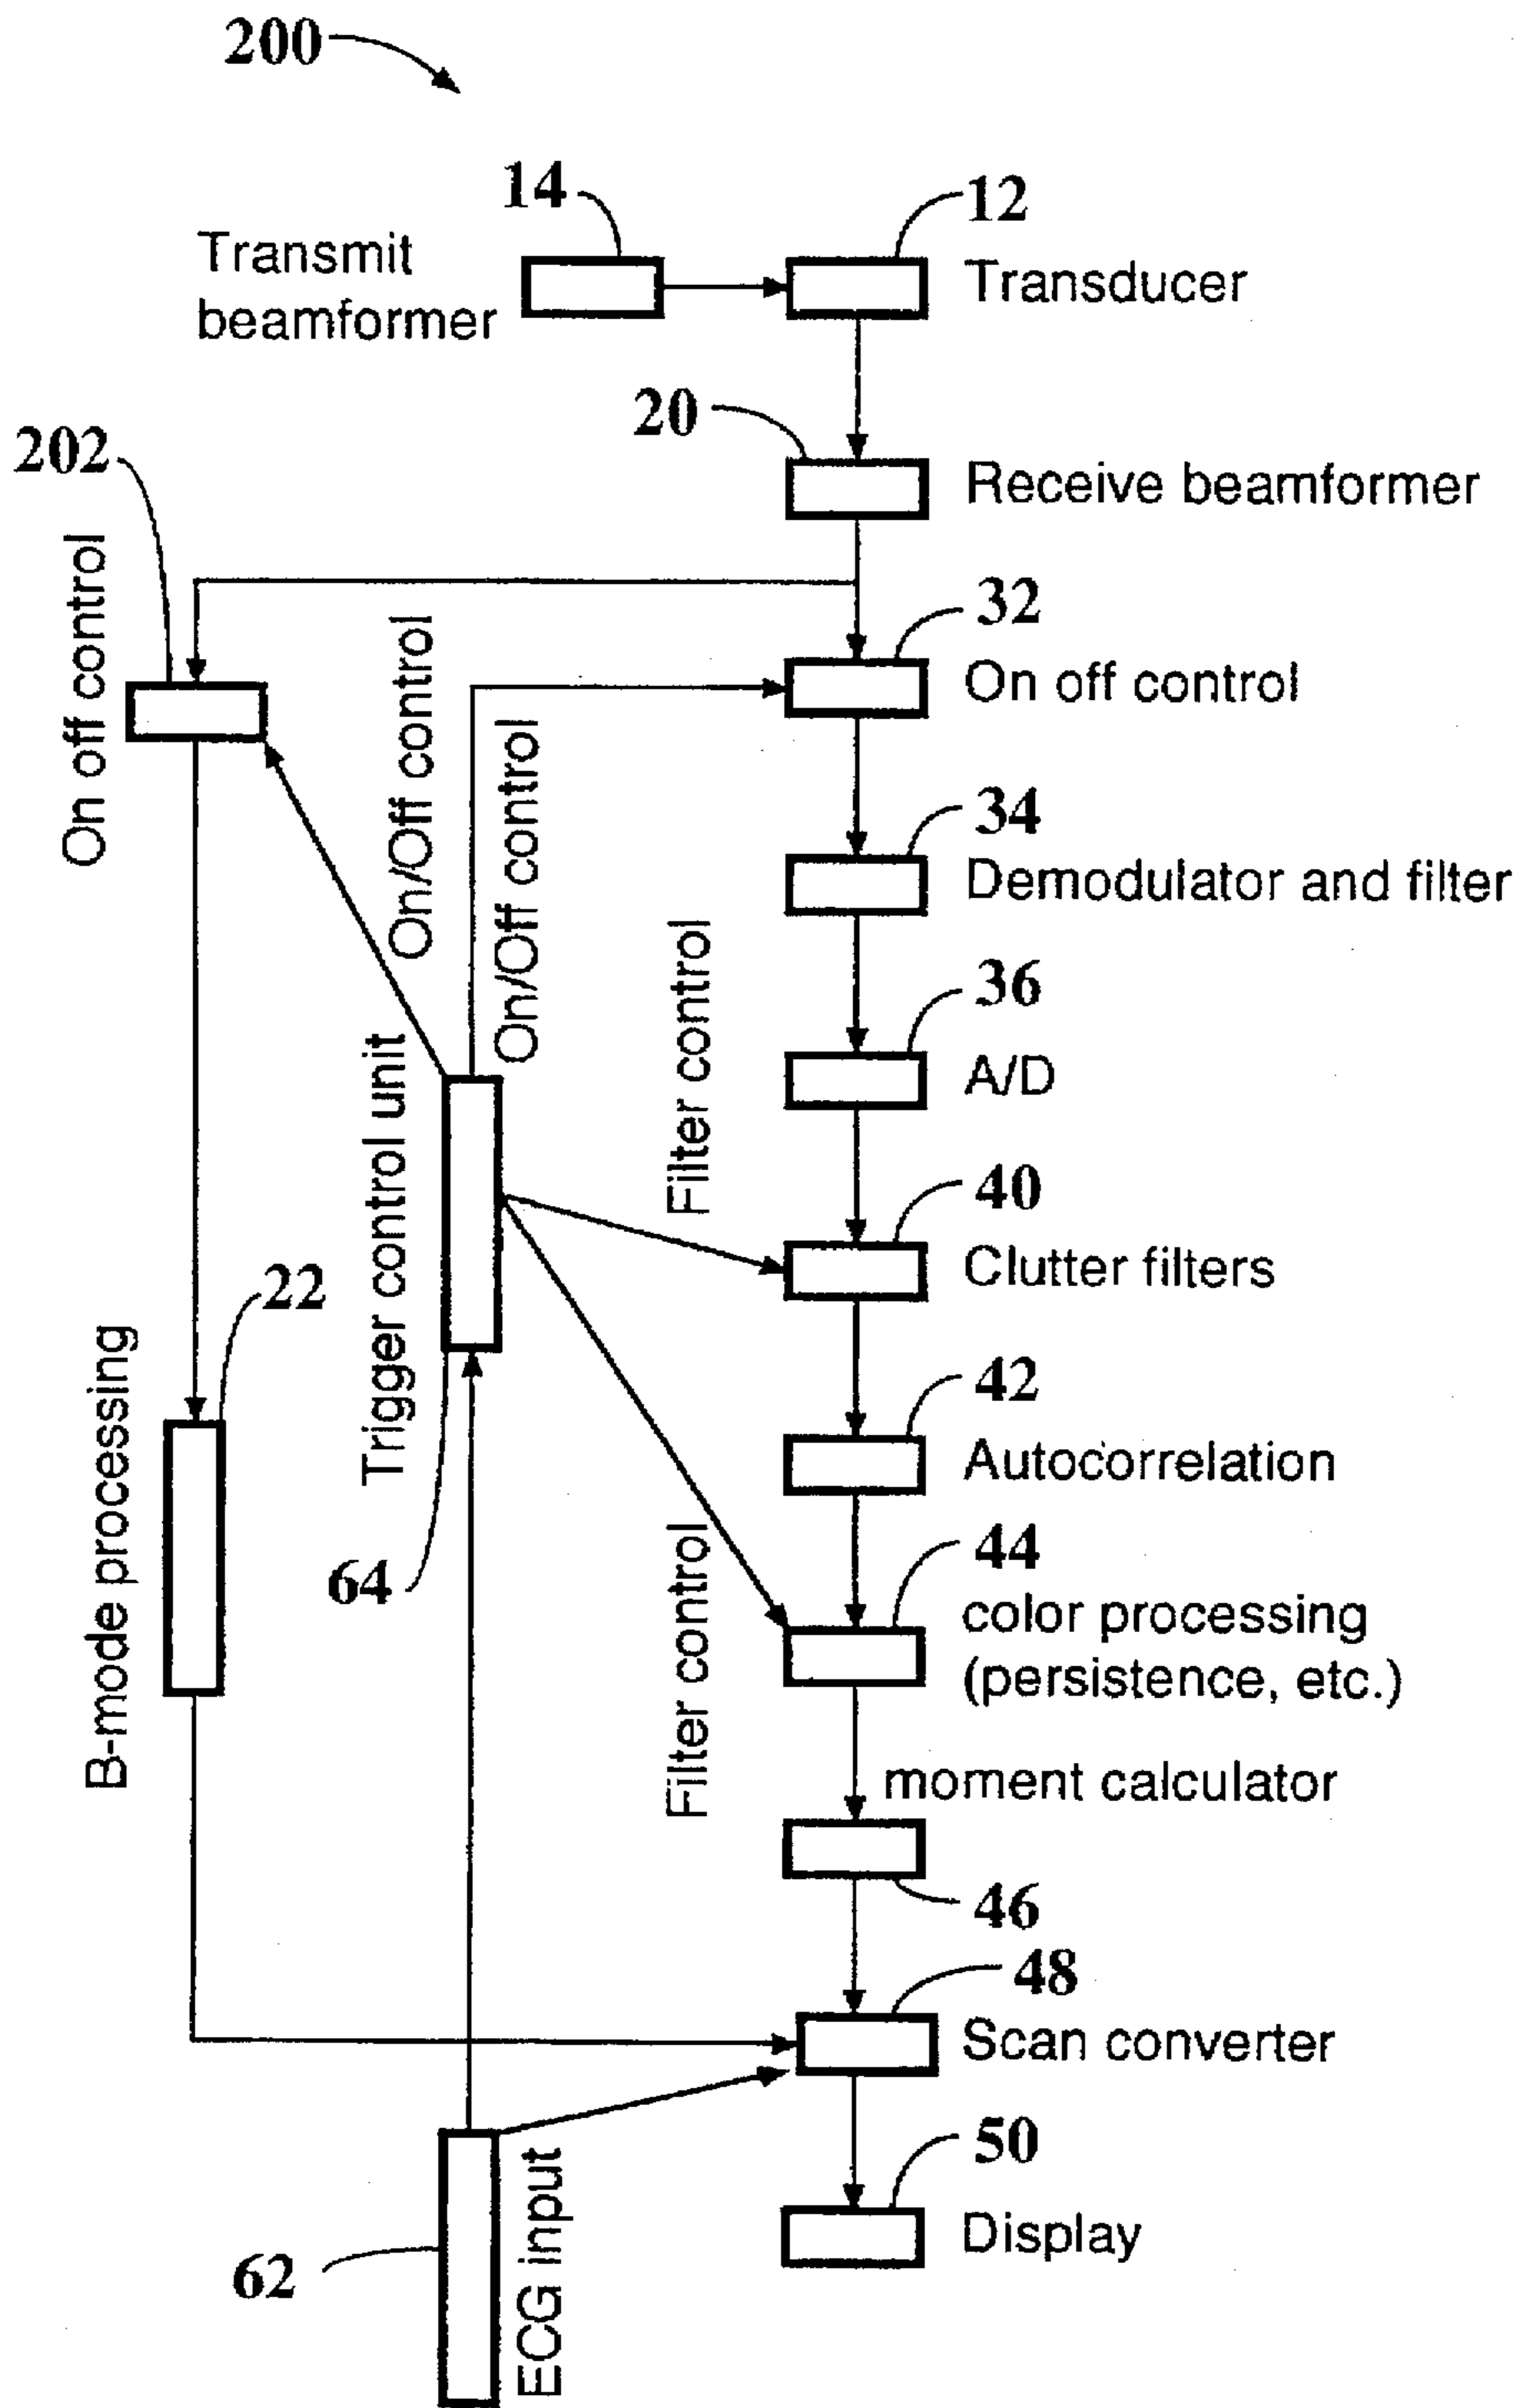 200
14
12
Transmit
beamformer
Transducer
20
Receive beamformer
202
On off control
32
On off control
On/Off control
On/Off control
34
Demodulator and filter
36
A/D
Filter control
Trigger control unit
40
Clutter filters
22
B-mode processing
42
Autocorrelation
64
44
color processing
(persistence, etc.)
Filter control
moment calculator
46
48
Scan converter
50
Display
62
ECG input